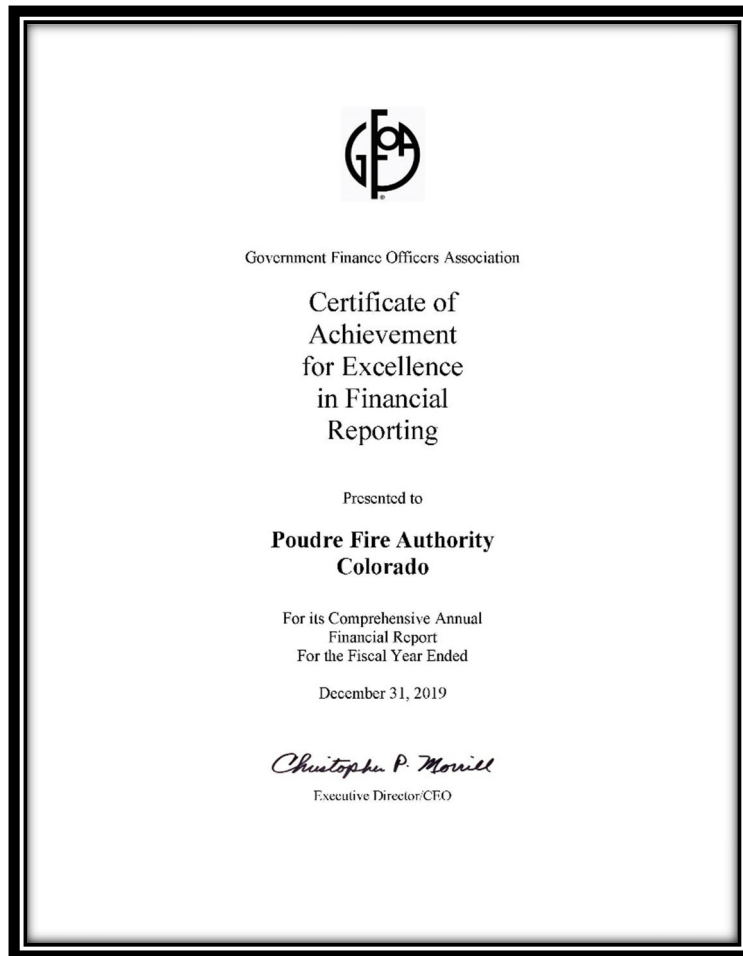 GFOA
Government Finance Officers Association
Certificate of
Achievement
for Excellence
in Financial
Reporting
Presented to
Poudre Fire Authority
Colorado
For its Comprehensive Annual
Financial Report
For the Fiscal Year Ended
December 31, 2019
Christopher P. Morrill
Executive Director/CEO